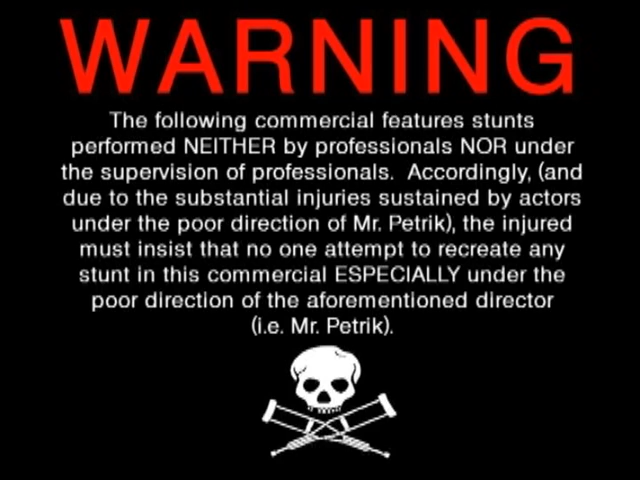 WARNING
The following commercial features stunts
performed NEITHER by professionals NOR under
the supervision of professionals.  Accordingly, (and
due to the substantial injuries sustained by actors
under the poor direction of Mr. Petrik), the injured
must insist that no one attempt to recreate any
stunt in this commercial ESPECIALLY under the
poor direction of the aforementioned director
(i.e. Mr. Petrik).